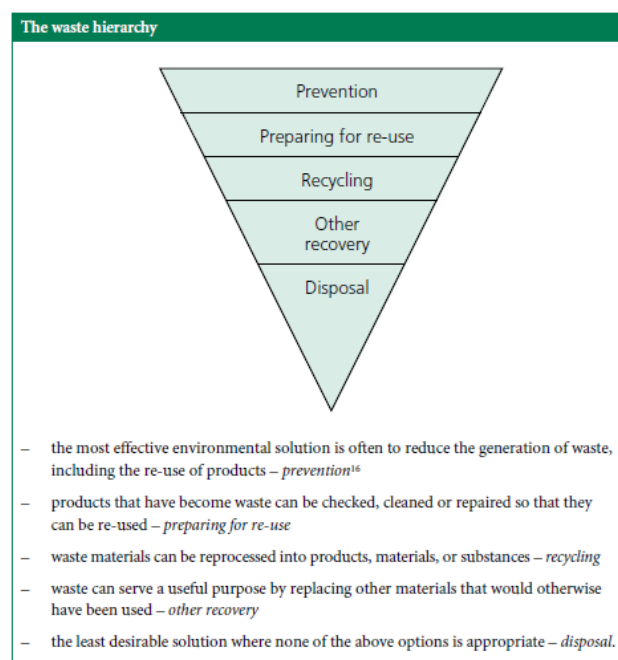 The waste hierarchy
Prevention
Preparing for re-use
Recycling
Other
recovery
Disposal
– the most effective environmental solution is often to reduce the generation of waste,
including the re-use of products – prevention¹⁶
– products that have become waste can be checked, cleaned or repaired so that they
can be re-used – preparing for re-use
– waste materials can be reprocessed into products, materials, or substances – recycling
– waste can serve a useful purpose by replacing other materials that would otherwise
have been used – other recovery
– the least desirable solution where none of the above options is appropriate – disposal.